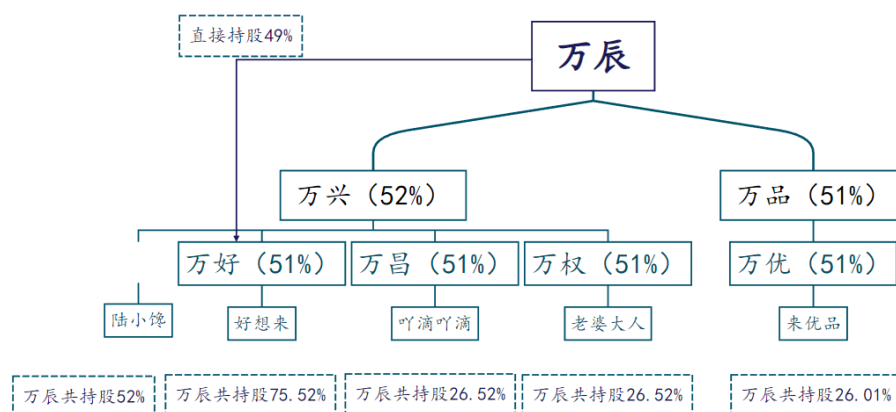 直接持股49%
万辰
万兴（52%）
万品（51%）
万好（51%）
万昌（51%）
万权（51%）
万优（51%）
陆小馋
好想来
吖滴吖滴
老婆大人
来优品
万辰共持股52%
万辰共持股75.52%
万辰共持股26.52%
万辰共持股26.52%
万辰共持股26.01%